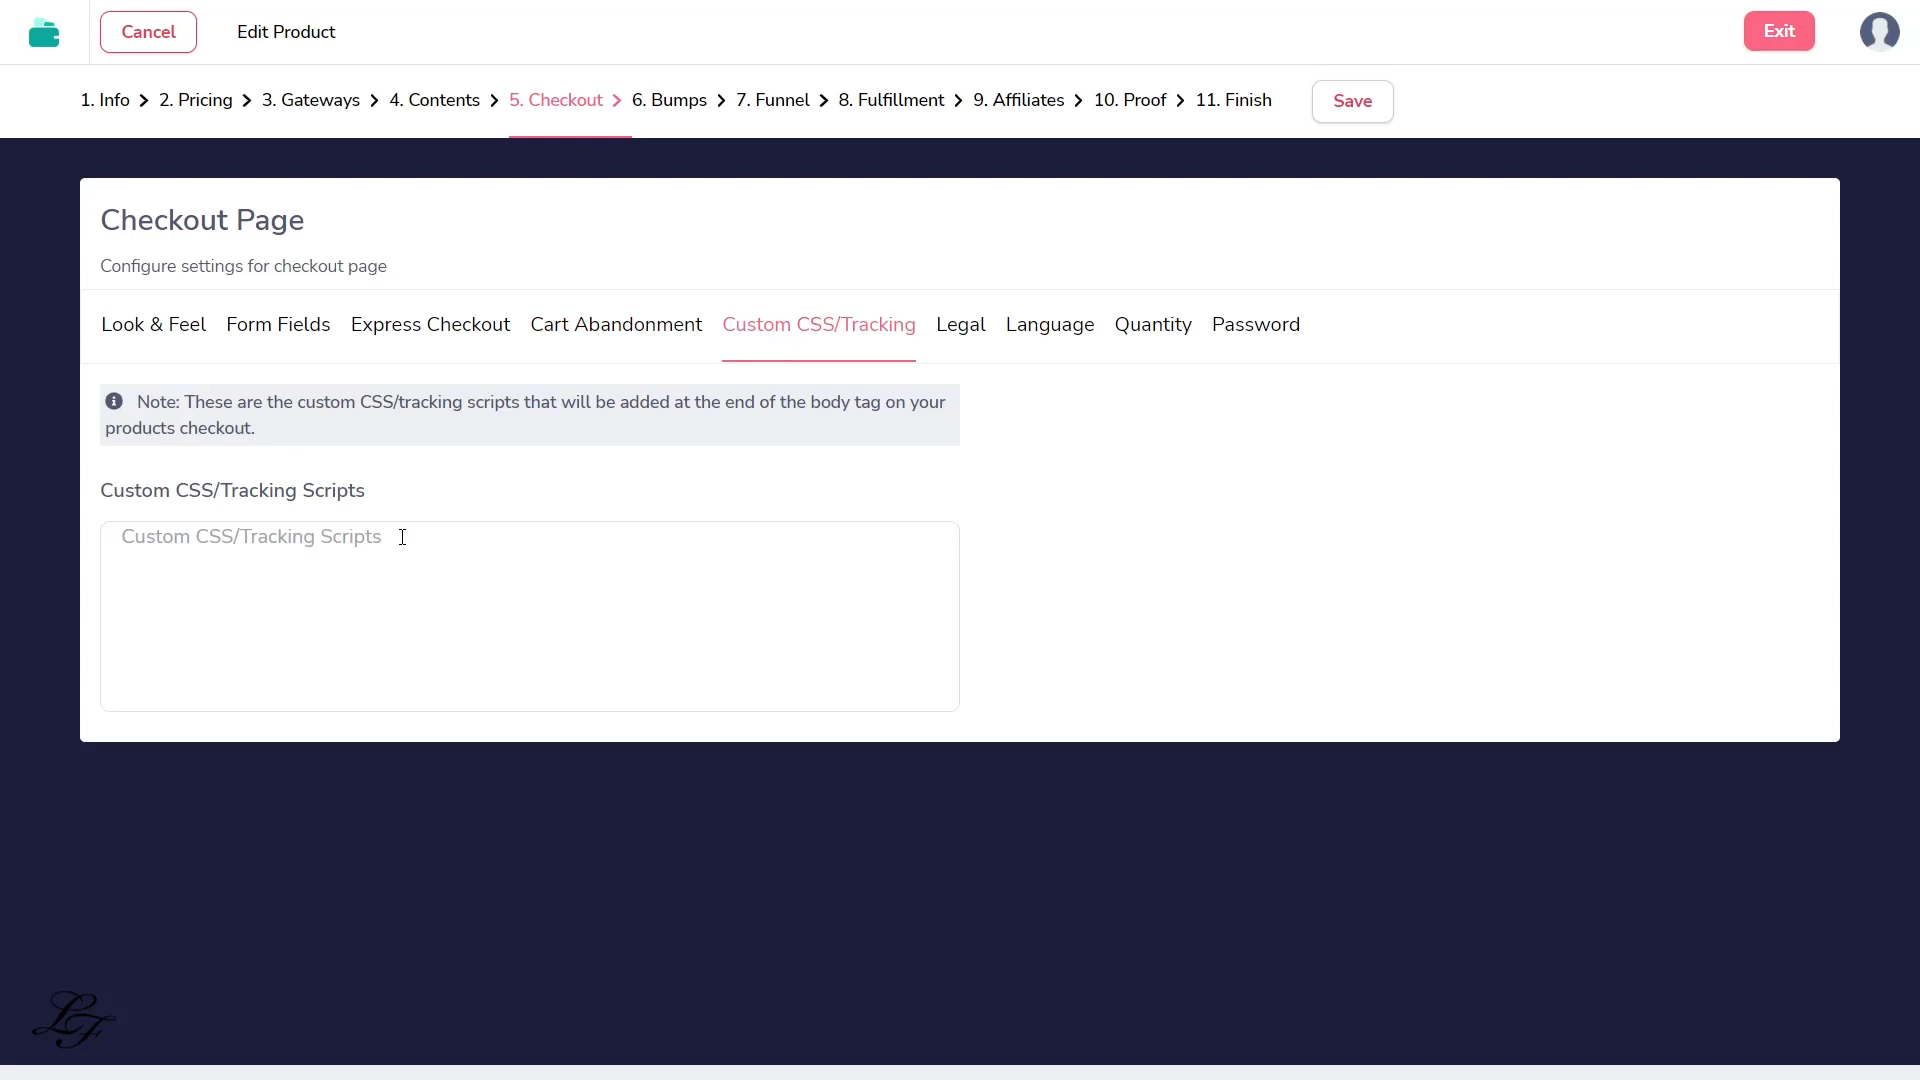 Cancel
Edit Product
Exit
1. Info
2. Pricing
3. Gateways
4. Contents
5. Checkout
6. Bumps
7. Funnel
8. Fulfillment
9. Affiliates
10. Proof
11. Finish
Save
Checkout Page
Configure settings for checkout page
Look & Feel
Form Fields
Express Checkout
Cart Abandonment
Custom CSS/Tracking
Legal
Language
Quantity
Password
Note: These are the custom CSS/tracking scripts that will be added at the end of the body tag on your
products checkout.
Custom CSS/Tracking Scripts
Custom CSS/Tracking Scripts
LF